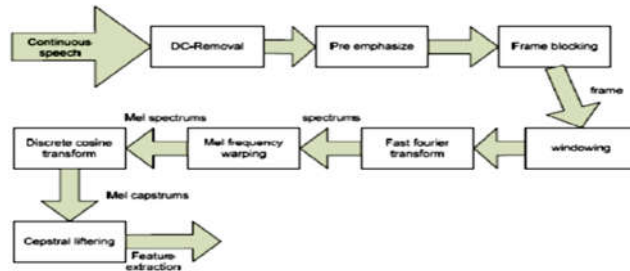 Continuous
speech
DC-Removal
Pre emphasize
Frame blocking
frame
windowing
Fast fourier
transform
spectrums
Mel frequency
warping
Mel spectrums
Discrete cosine
transform
Mel capstrums
Cepstral liftering
Feature
extraction